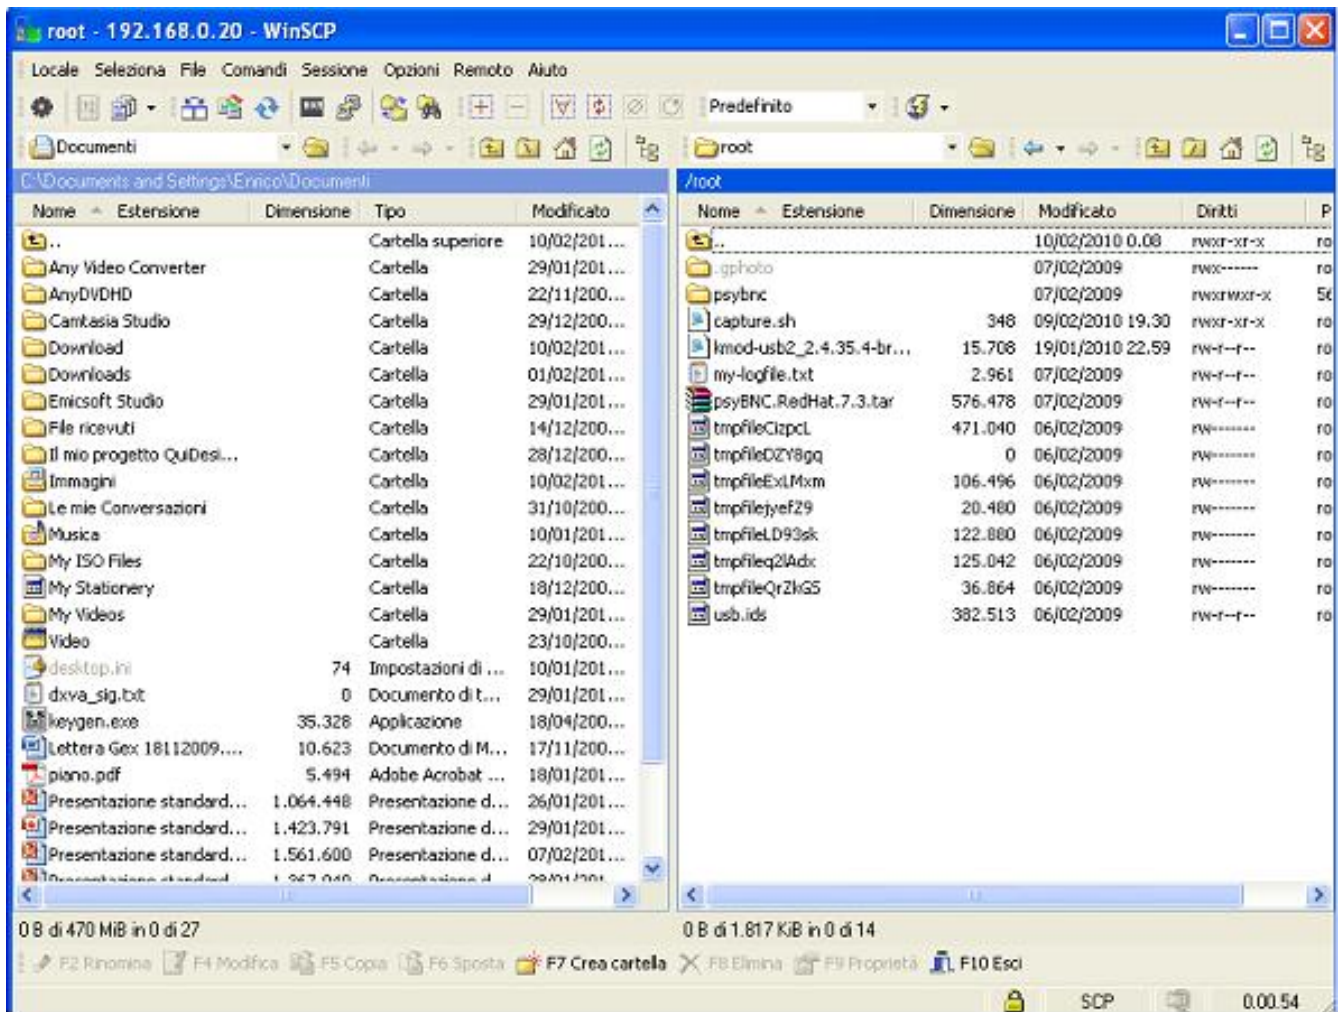 root - 192.168.0.20 - WinSCP
Locale Seleziona File Comandi Sessione Opzioni Remoto Aiuto
Predefinito
Documenti
root
C:\Documents and Settings\Enrico\Documenti
/root
Nome Estensione Dimensione Tipo Modificato
Nome Estensione Dimensione Modificato Diritti P
.. Cartella superiore 10/02/201...
Any Video Converter Cartella 29/01/201...
AnyDVDHD Cartella 22/11/200...
Camtasia Studio Cartella 29/12/200...
Download Cartella 10/02/201...
Downloads Cartella 01/02/201...
Emicsoft Studio Cartella 29/01/201...
File ricevuti Cartella 14/12/200...
Il mio progetto QuiDesi... Cartella 28/12/200...
Immagini Cartella 10/02/201...
Le mie Conversazioni Cartella 31/10/200...
Musica Cartella 10/01/201...
My ISO Files Cartella 22/10/200...
My Stationery Cartella 18/12/200...
My Videos Cartella 29/01/201...
Video Cartella 23/10/200...
desktop.ini 74 Impostazioni di ... 10/01/201...
dxva_sig.txt 0 Documento di t... 29/01/201...
keygen.exe 35.328 Applicazione 18/04/200...
Lettera Gex 18112009.... 10.623 Documento di M... 17/11/200...
piano.pdf 5.494 Adobe Acrobat ... 18/01/201...
Presentazione standard... 1.064.448 Presentazione d... 26/01/201...
Presentazione standard... 1.423.791 Presentazione d... 29/01/201...
Presentazione standard... 1.561.600 Presentazione d... 07/02/201...
.. 10/02/2010 0.08 rwxr-xr-x ro
.gphoto 07/02/2009 rwx------ ro
psybnc 07/02/2009 rwxrwxr-x 56
capture.sh 348 09/02/2010 19.30 rwxr-xr-x ro
kmod-usb2_2.4.35.4-br... 15.708 19/01/2010 22.59 rw-r--r-- ro
my-logfile.txt 2.961 07/02/2009 rw-r--r-- ro
psyBNC.RedHat.7.3.tar 576.478 07/02/2009 rw-r--r-- ro
tmpfileCizpcL 471.040 06/02/2009 rw------- ro
tmpfileDZY8gq 0 06/02/2009 rw------- ro
tmpfileExLMxm 106.496 06/02/2009 rw------- ro
tmpfilejyefZ9 20.480 06/02/2009 rw------- ro
tmpfileLD93sk 122.880 06/02/2009 rw------- ro
tmpfileq2lAdx 125.042 06/02/2009 rw------- ro
tmpfileQrZkG5 36.864 06/02/2009 rw------- ro
usb.ids 382.513 06/02/2009 rw-r--r-- ro
0 B di 470 MiB in 0 di 27
0 B di 1.817 KiB in 0 di 14
F2 Rinomina F4 Modifica F5 Copia F6 Sposta F7 Crea cartella F8 Elimina F9 Proprietà F10 Esci
SCP 0.00.54